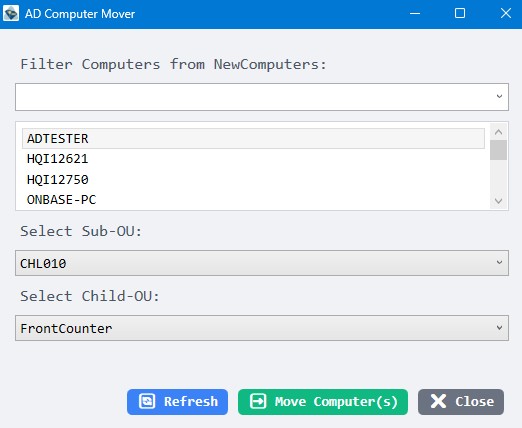 AD Computer Mover
Filter Computers from NewComputers:
ADTESTER
HQI12621
HQI12750
ONBASE-PC
Select Sub-OU:
CHL010
Select Child-OU:
FrontCounter
Refresh Move Computer(s) Close